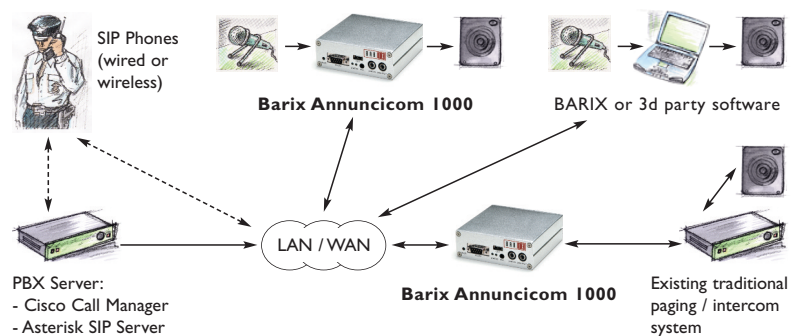 SIP Phones
(wired or
wireless)
Barix Annuncicom 1000
BARIX or 3d party software
LAN / WAN
PBX Server:
- Cisco Call Manager
- Asterisk SIP Server
Barix Annuncicom 1000
Existing traditional
paging / intercom
system